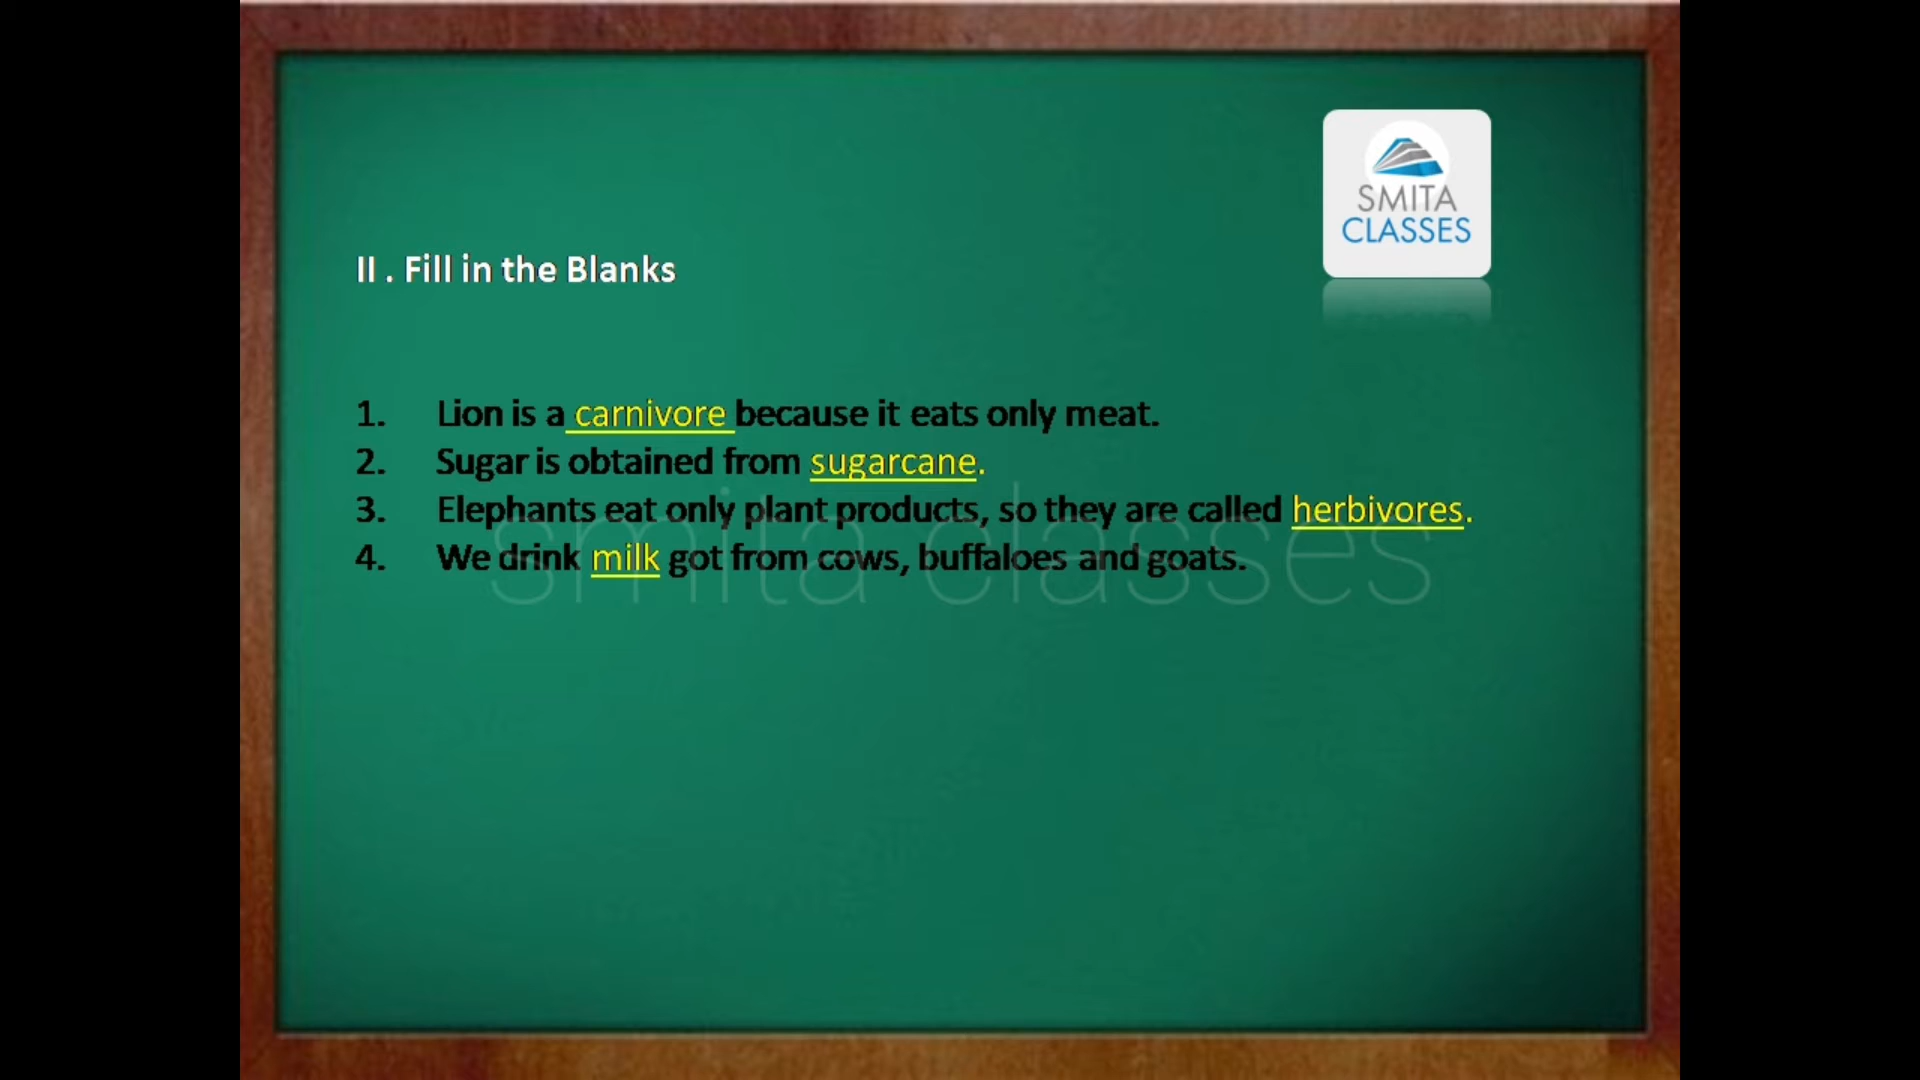 SMITA
CLASSES
II . Fill in the Blanks
1. Lion is a carnivore because it eats only meat.
2. Sugar is obtained from sugarcane.
3. Elephants eat only plant products, so they are called herbivores.
4. We drink milk got from cows, buffaloes and goats.
smita classes